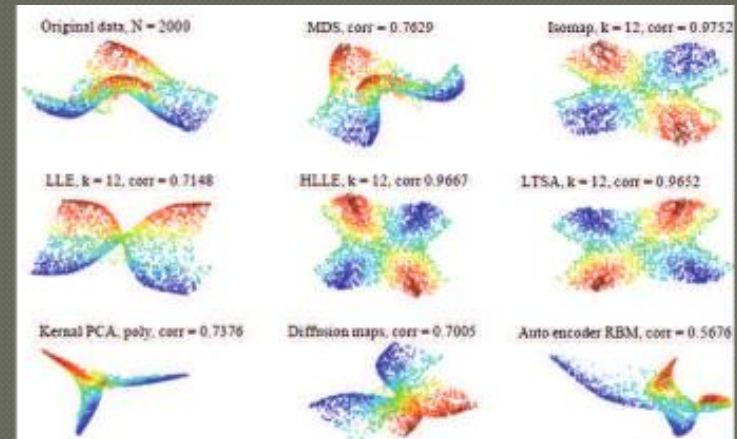 Original data, N = 2000
MDS, corr = 0.7629
Isomap, k = 12, corr = 0.9752
LLE, k = 12, corr = 0.7148
HLLE, k = 12, corr 0.9667
LTSA, k = 12, corr = 0.9652
Kernal PCA, poly, corr = 0.7376
Diffusion maps, corr = 0.7005
Auto encoder RBM, corr = 0.5676